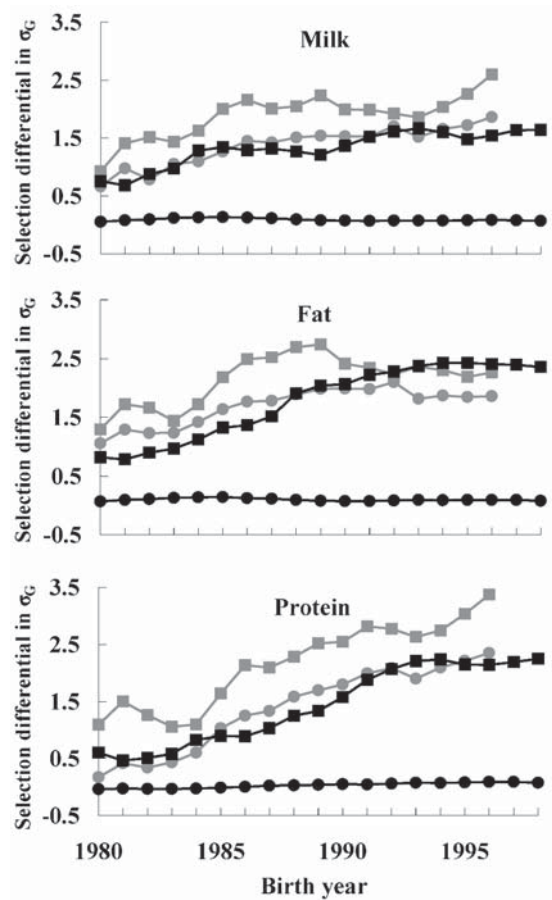 Milk
Selection differential in σG
3.5
2.5
1.5
0.5
-0.5
Fat
Selection differential in σG
3.5
2.5
1.5
0.5
-0.5
Protein
Selection differential in σG
3.5
2.5
1.5
0.5
-0.5
1980 1985 1990 1995
Birth year